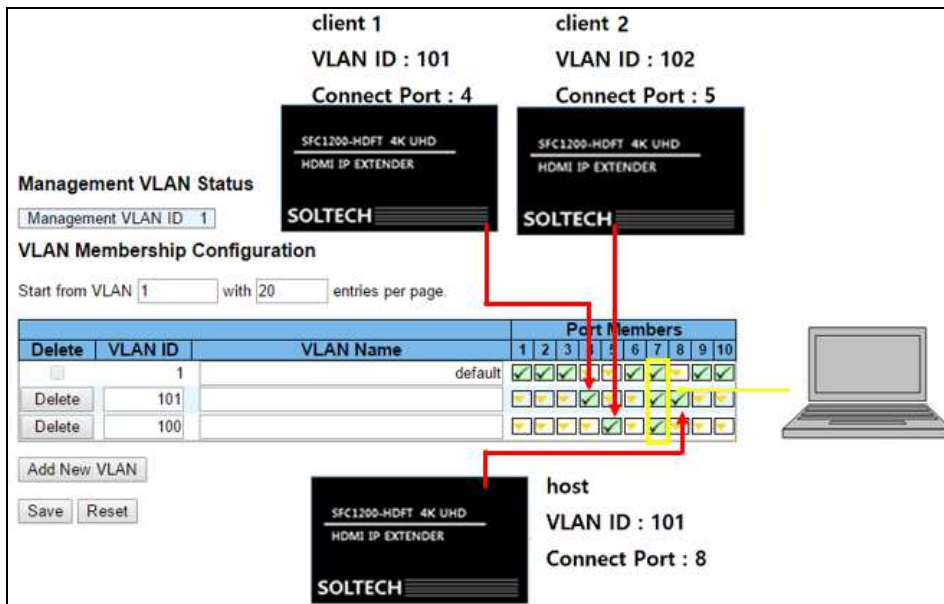 client 1
VLAN ID : 101
Connect Port : 4
client 2
VLAN ID : 102
Connect Port : 5
SFC1200-HDFT 4K UHD
HDMI IP EXTENDER
SOLTECH
SFC1200-HDFT 4K UHD
HDMI IP EXTENDER
SOLTECH
Management VLAN Status
Management VLAN ID 1
VLAN Membership Configuration
Start from VLAN 1 with 20 entries per page.
Port Members
Delete VLAN ID VLAN Name 1 2 3 4 5 6 7 8 9 10
1 default
Delete 101
Delete 100
Add New VLAN
Save Reset
SFC1200-HDFT 4K UHD
HDMI IP EXTENDER
SOLTECH
host
VLAN ID : 101
Connect Port : 8